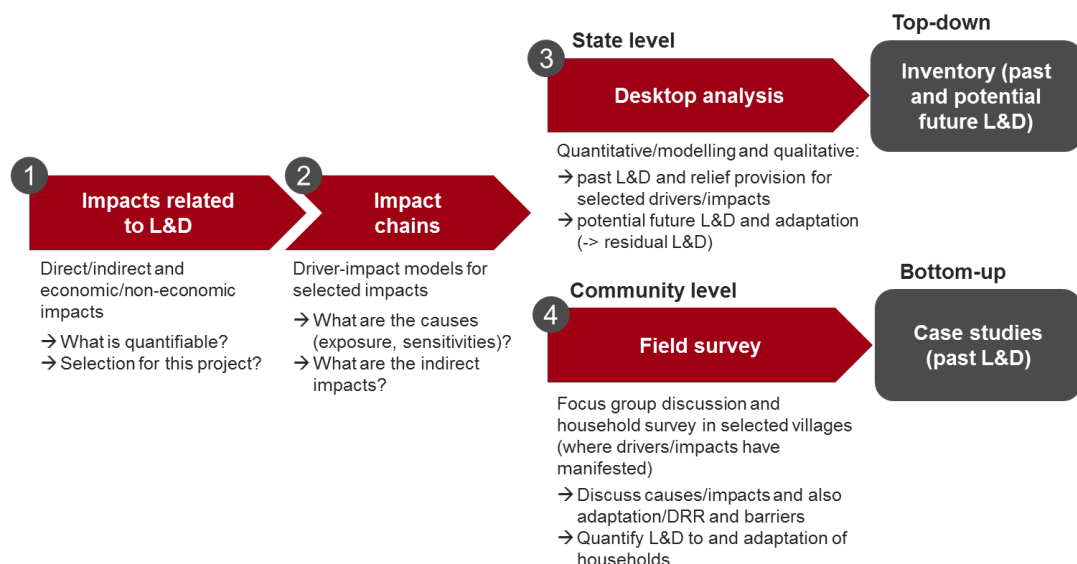 1
Impacts related
to L&D
Direct/indirect and
economic/non-economic
impacts
→ What is quantifiable?
→ Selection for this project?
2
Impact
chains
Driver-impact models for
selected impacts
→ What are the causes
(exposure, sensitivities)?
→ What are the indirect
impacts?
State level
3
Desktop analysis
Quantitative/modelling and qualitative:
→ past L&D and relief provision for
selected drivers/impacts
→ potential future L&D and adaptation
(-> residual L&D)
Top-down
Inventory (past
and potential
future L&D)
Community level
4
Field survey
Focus group discussion and
household survey in selected villages
(where drivers/impacts have
manifested)
→ Discuss causes/impacts and also
adaptation/DRR and barriers
→ Quantify L&D to and adaptation of
households
Bottom-up
Case studies
(past L&D)